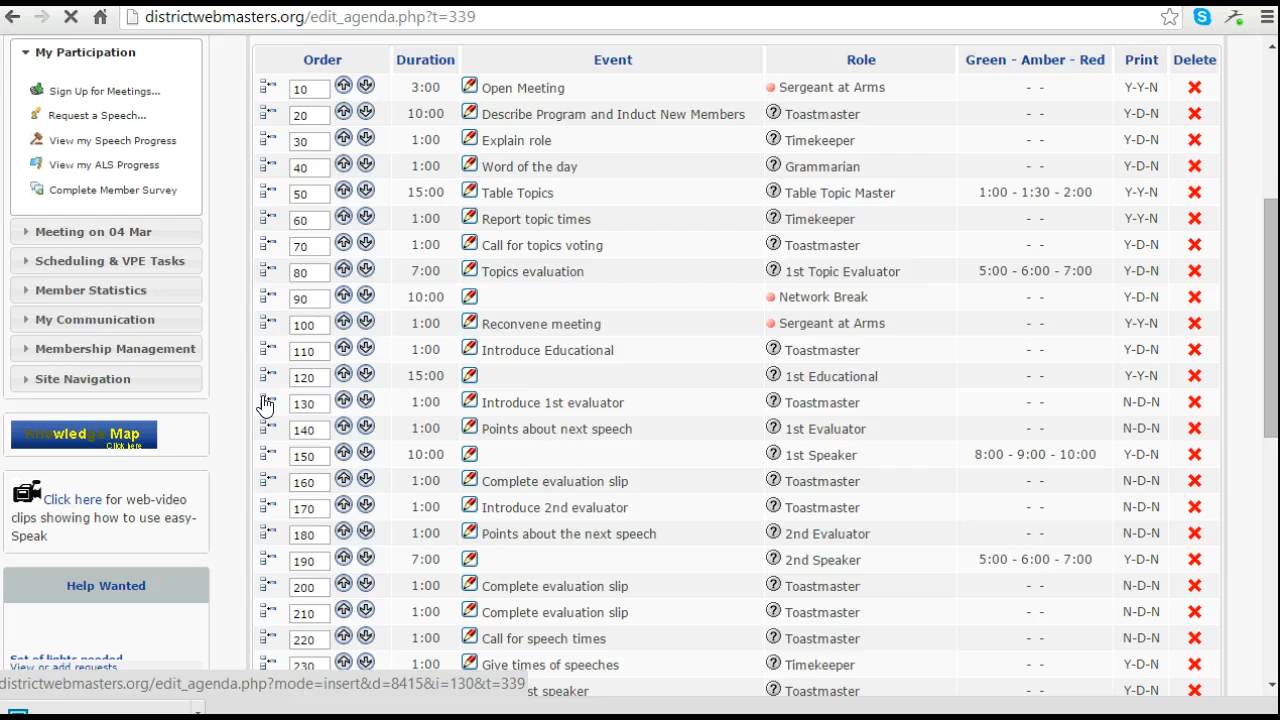 districtwebmasters.org/edit_agenda.php?t=339
My Participation
Sign Up for Meetings...
Request a Speech...
View my Speech Progress
View my ALS Progress
Complete Member Survey
Meeting on 04 Mar
Scheduling & VPE Tasks
Member Statistics
My Communication
Membership Management
Site Navigation
Knowledge Map
Click here
Click here for web-video
clips showing how to use easy-
Speak
Help Wanted
Set of lights needed
View or add requests
Order Duration Event Role Green - Amber - Red Print Delete
10 3:00 Open Meeting Sergeant at Arms - - Y-Y-N
20 10:00 Describe Program and Induct New Members Toastmaster - - Y-D-N
30 1:00 Explain role Timekeeper - - Y-D-N
40 1:00 Word of the day Grammarian - - Y-D-N
50 15:00 Table Topics Table Topic Master 1:00 - 1:30 - 2:00 Y-Y-N
60 1:00 Report topic times Timekeeper - - Y-Y-N
70 1:00 Call for topics voting Toastmaster - - Y-D-N
80 7:00 Topics evaluation 1st Topic Evaluator 5:00 - 6:00 - 7:00 Y-D-N
90 10:00 Network Break - - Y-D-N
100 1:00 Reconvene meeting Sergeant at Arms - - Y-Y-N
110 1:00 Introduce Educational Toastmaster - - Y-D-N
120 15:00 1st Educational - - Y-Y-N
130 1:00 Introduce 1st evaluator Toastmaster - - N-D-N
140 1:00 Points about next speech 1st Evaluator - - N-D-N
150 10:00 1st Speaker 8:00 - 9:00 - 10:00 Y-D-N
160 1:00 Complete evaluation slip Toastmaster - - N-D-N
170 1:00 Introduce 2nd evaluator Toastmaster - - N-D-N
180 1:00 Points about the next speech 2nd Evaluator - - N-D-N
190 7:00 2nd Speaker 5:00 - 6:00 - 7:00 Y-D-N
200 1:00 Complete evaluation slip Toastmaster - - N-D-N
210 1:00 Complete evaluation slip Toastmaster - - N-D-N
220 1:00 Call for speech times Toastmaster - - N-D-N
230 1:00 Give times of speeches Timekeeper - - Y-D-N
st speaker Toastmaster - - Y-D-N
districtwebmasters.org/edit_agenda.php?mode=insert&d=8415&i=130&t=339